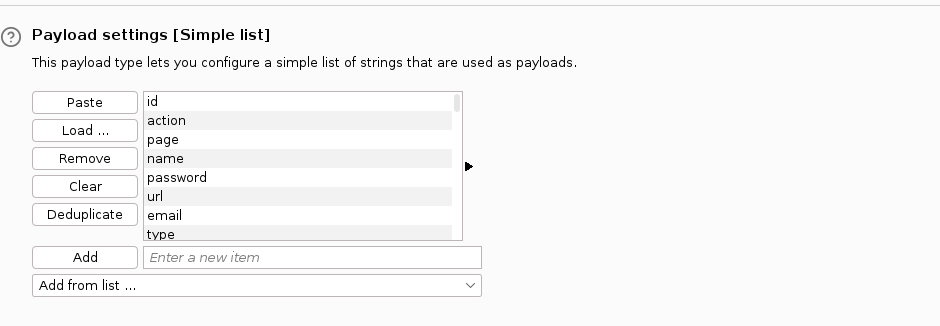 Payload settings [Simple list]
This payload type lets you configure a simple list of strings that are used as payloads.
Paste
Load ...
Remove
Clear
Deduplicate
id
action
page
name
password
url
email
type
Add
Enter a new item
Add from list ...